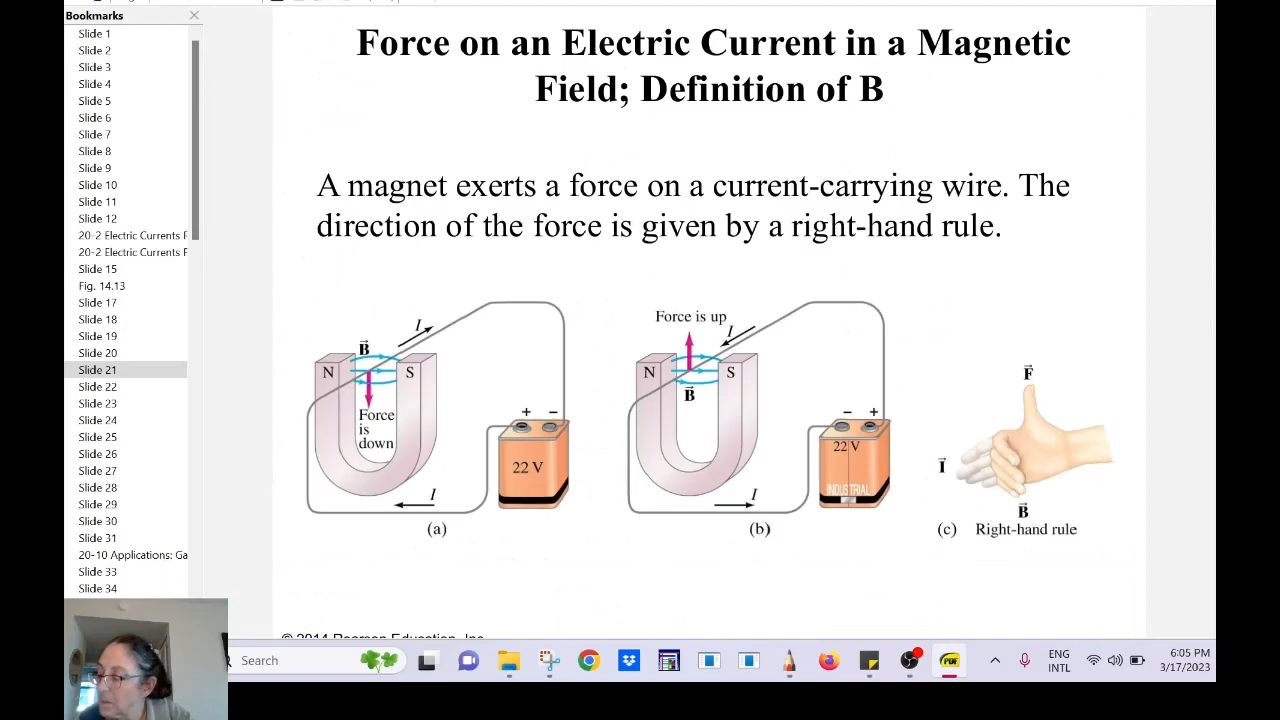 Bookmarks
Slide 1
Slide 2
Slide 3
Slide 4
Slide 5
Slide 6
Slide 7
Slide 8
Slide 9
Slide 10
Slide 11
Slide 12
20-2 Electric Currents F
20-2 Electric Currents F
Slide 15
Fig. 14.13
Slide 17
Slide 18
Slide 19
Slide 20
Slide 21
Slide 22
Slide 23
Slide 24
Slide 25
Slide 26
Slide 27
Slide 28
Slide 29
Slide 30
Slide 31
20-10 Applications: Ga
Slide 33
Slide 34
Force on an Electric Current in a Magnetic
Field; Definition of B
A magnet exerts a force on a current-carrying wire. The
direction of the force is given by a right-hand rule.
I
B⃗
N
S
Force
is
down
+ −
22 V
I
(a)
Force is up
I
N
S
B⃗
− +
22 V
INDUSTRIAL
I
(b)
F⃗
I⃗
B⃗
(c) Right-hand rule
© 2014 Pearson Education, Inc.
Search
PDF
ENG
INTL
6:05 PM
3/17/2023